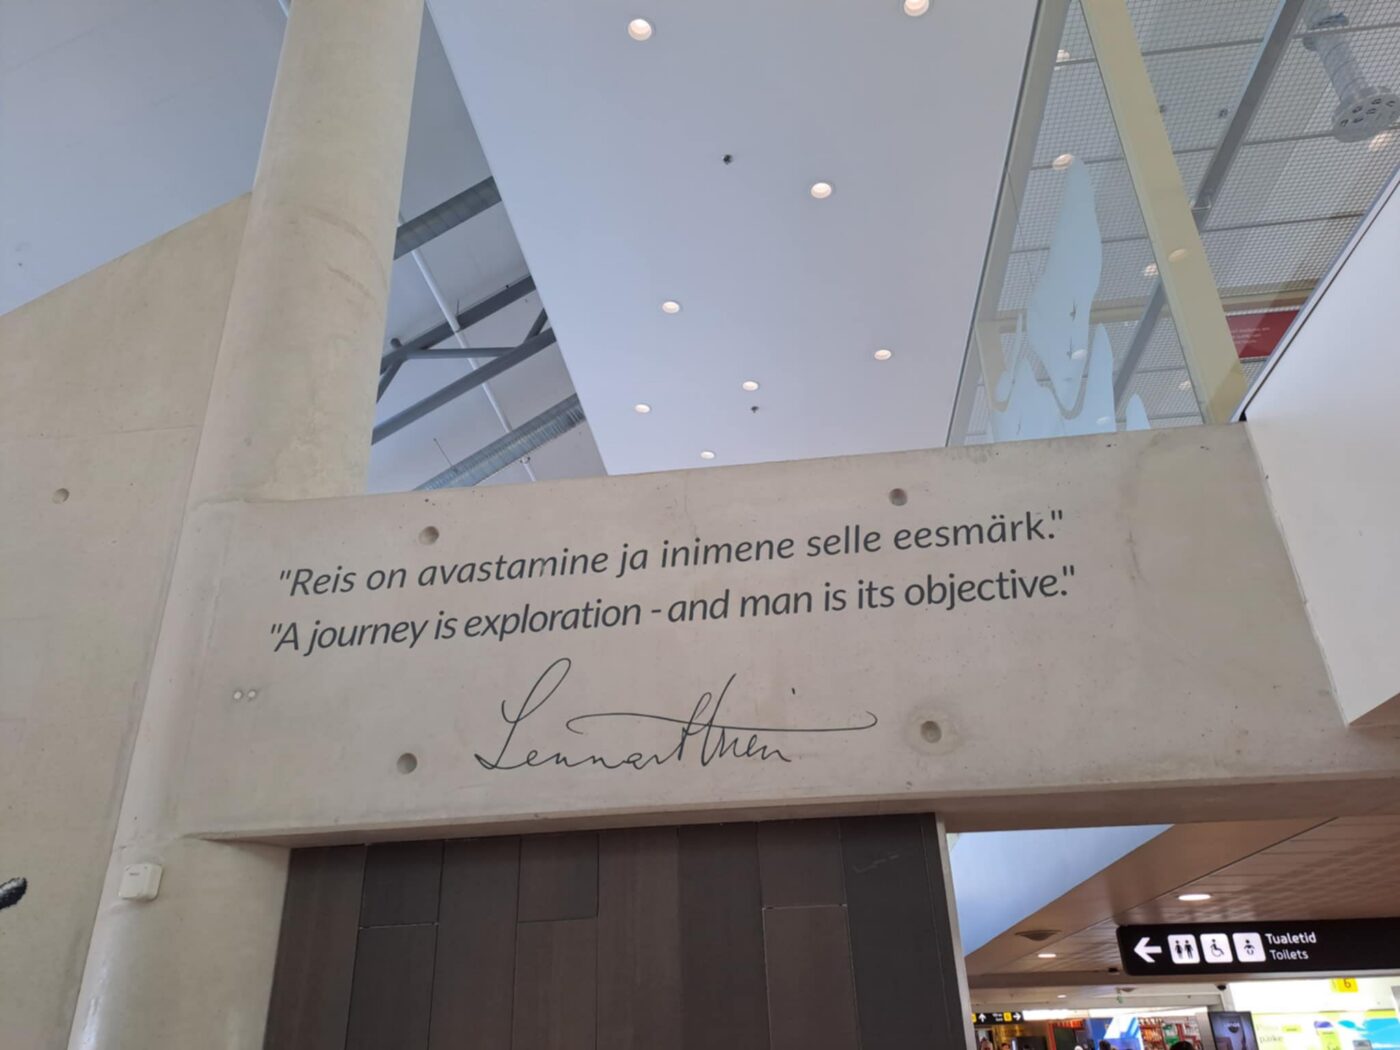 "Reis on avastamine ja inimene selle eesmärk."
"A journey is exploration - and man is its objective."
Lennart Meri
Tualetid
Toilets
6